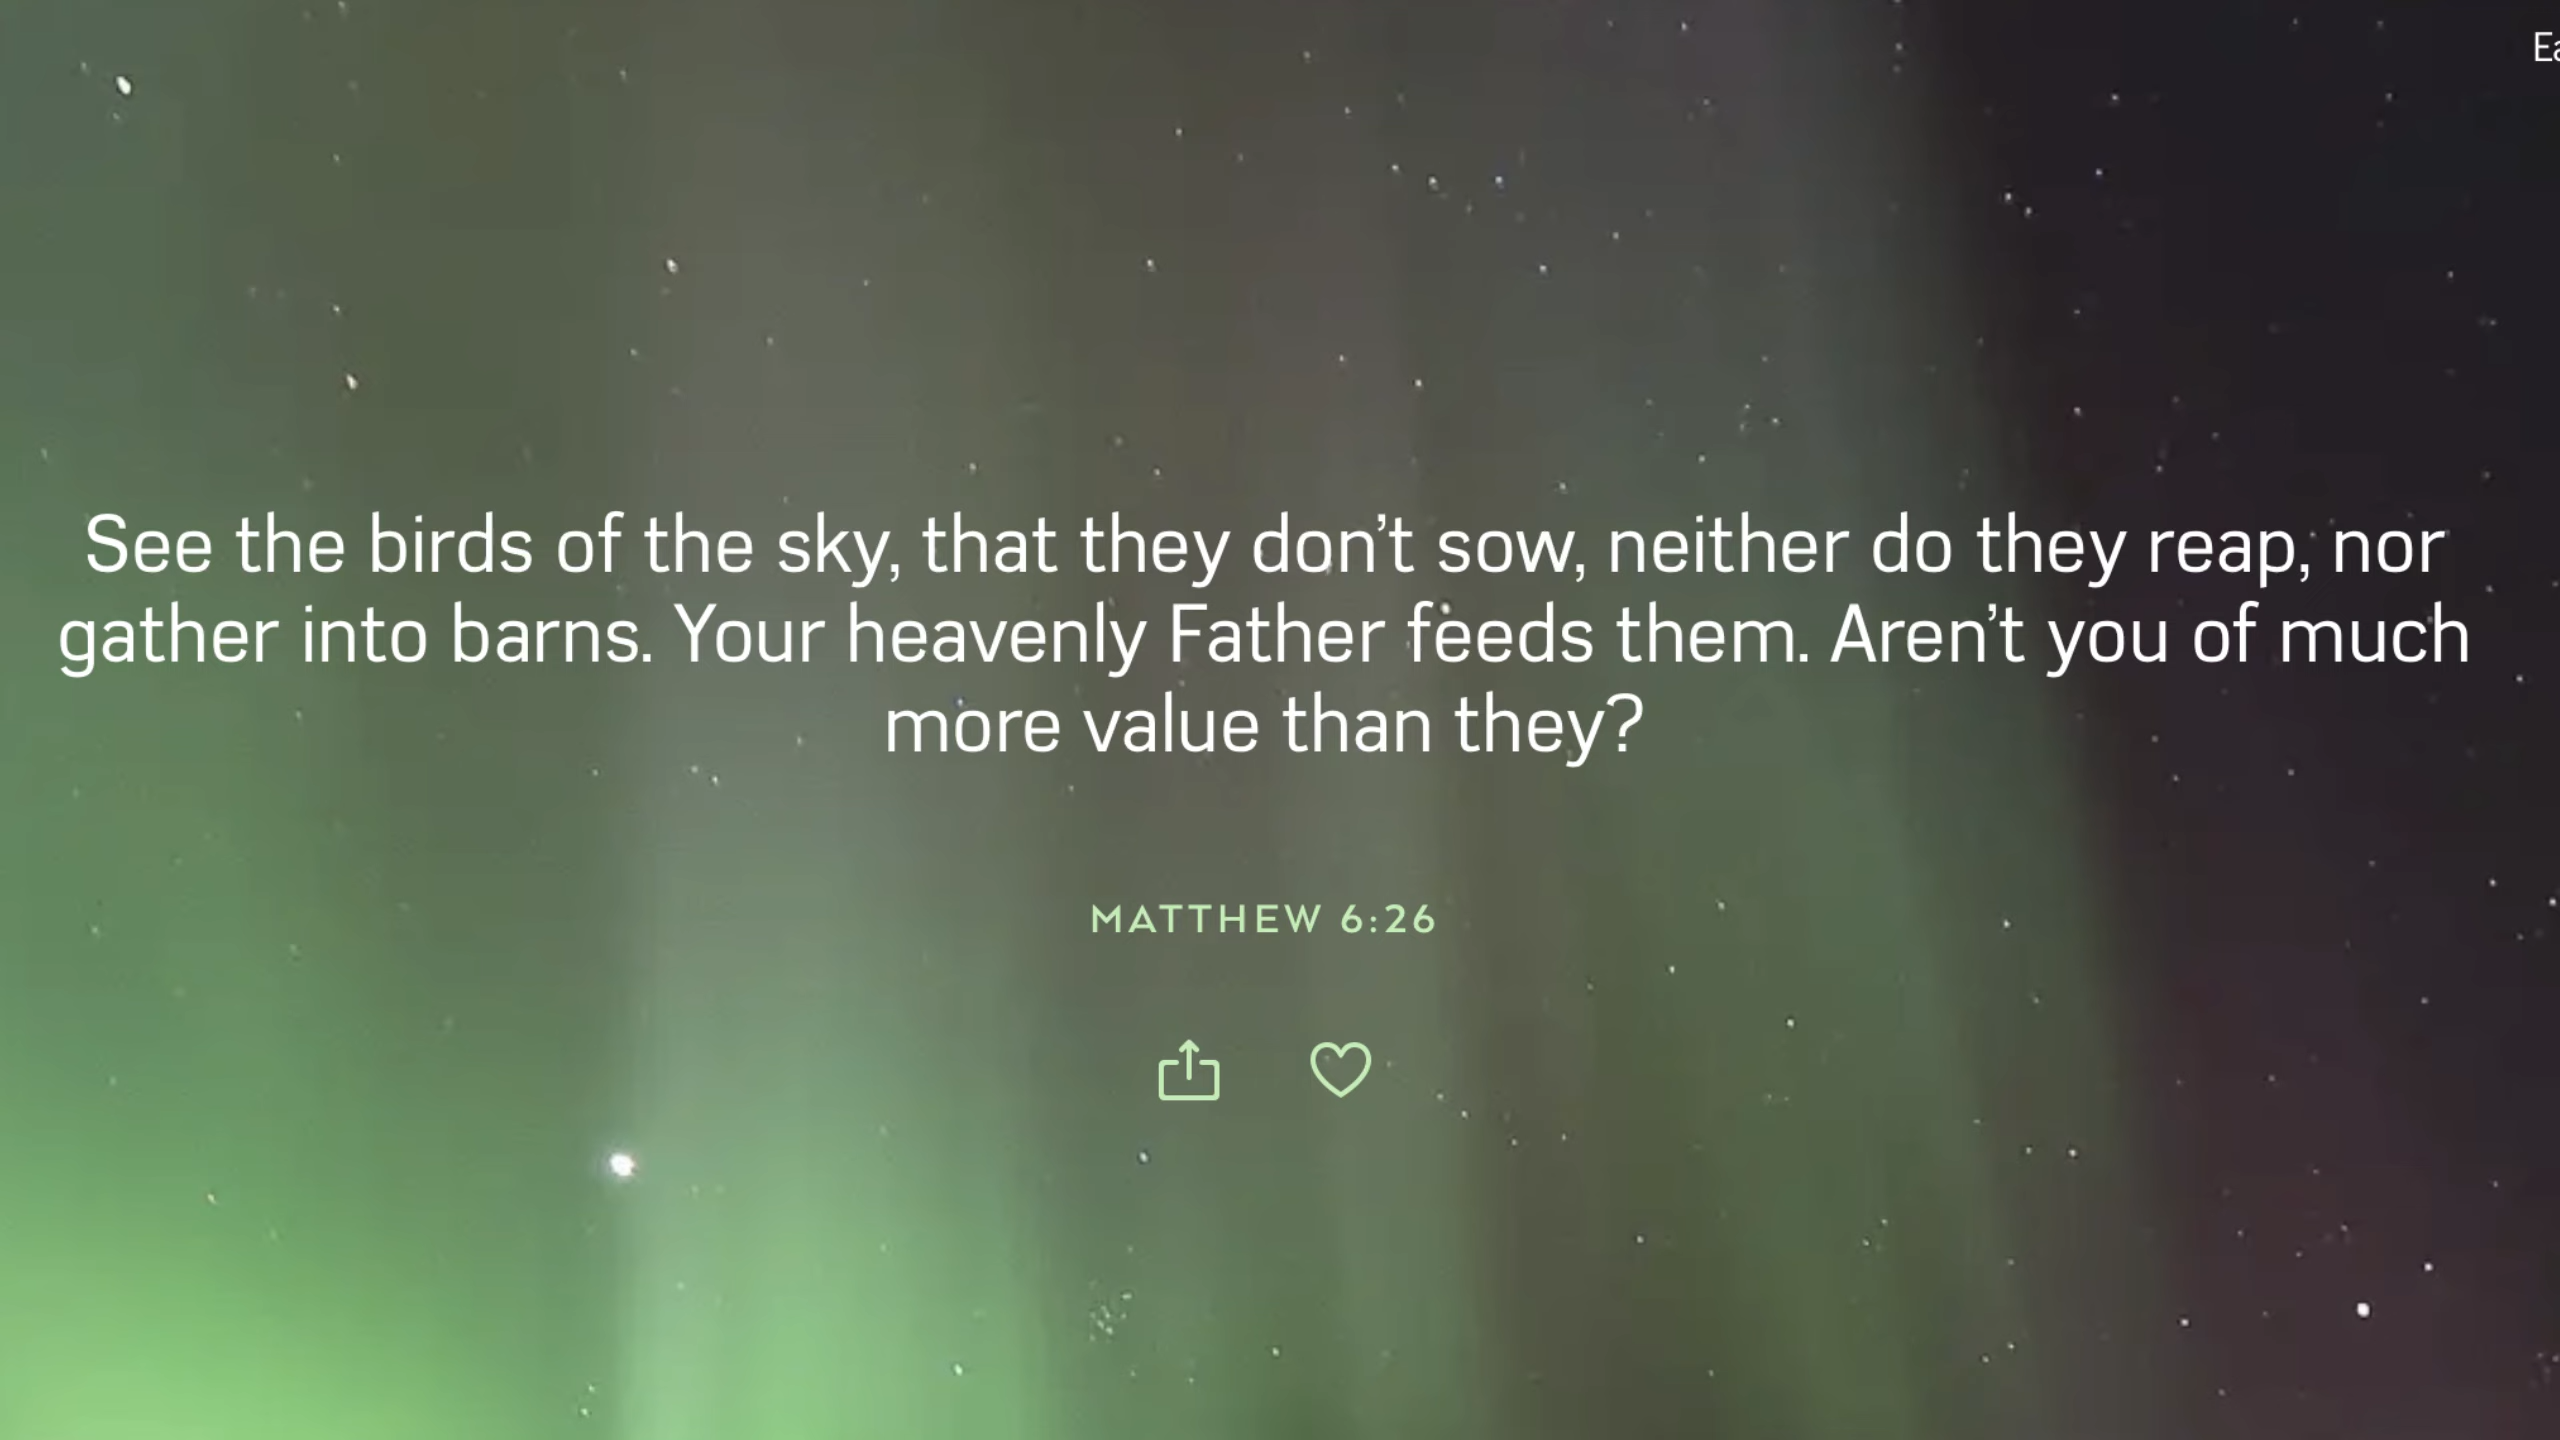 Ea
See the birds of the sky, that they don’t sow, neither do they reap, nor
gather into barns. Your heavenly Father feeds them. Aren’t you of much
more value than they?
MATTHEW 6:26